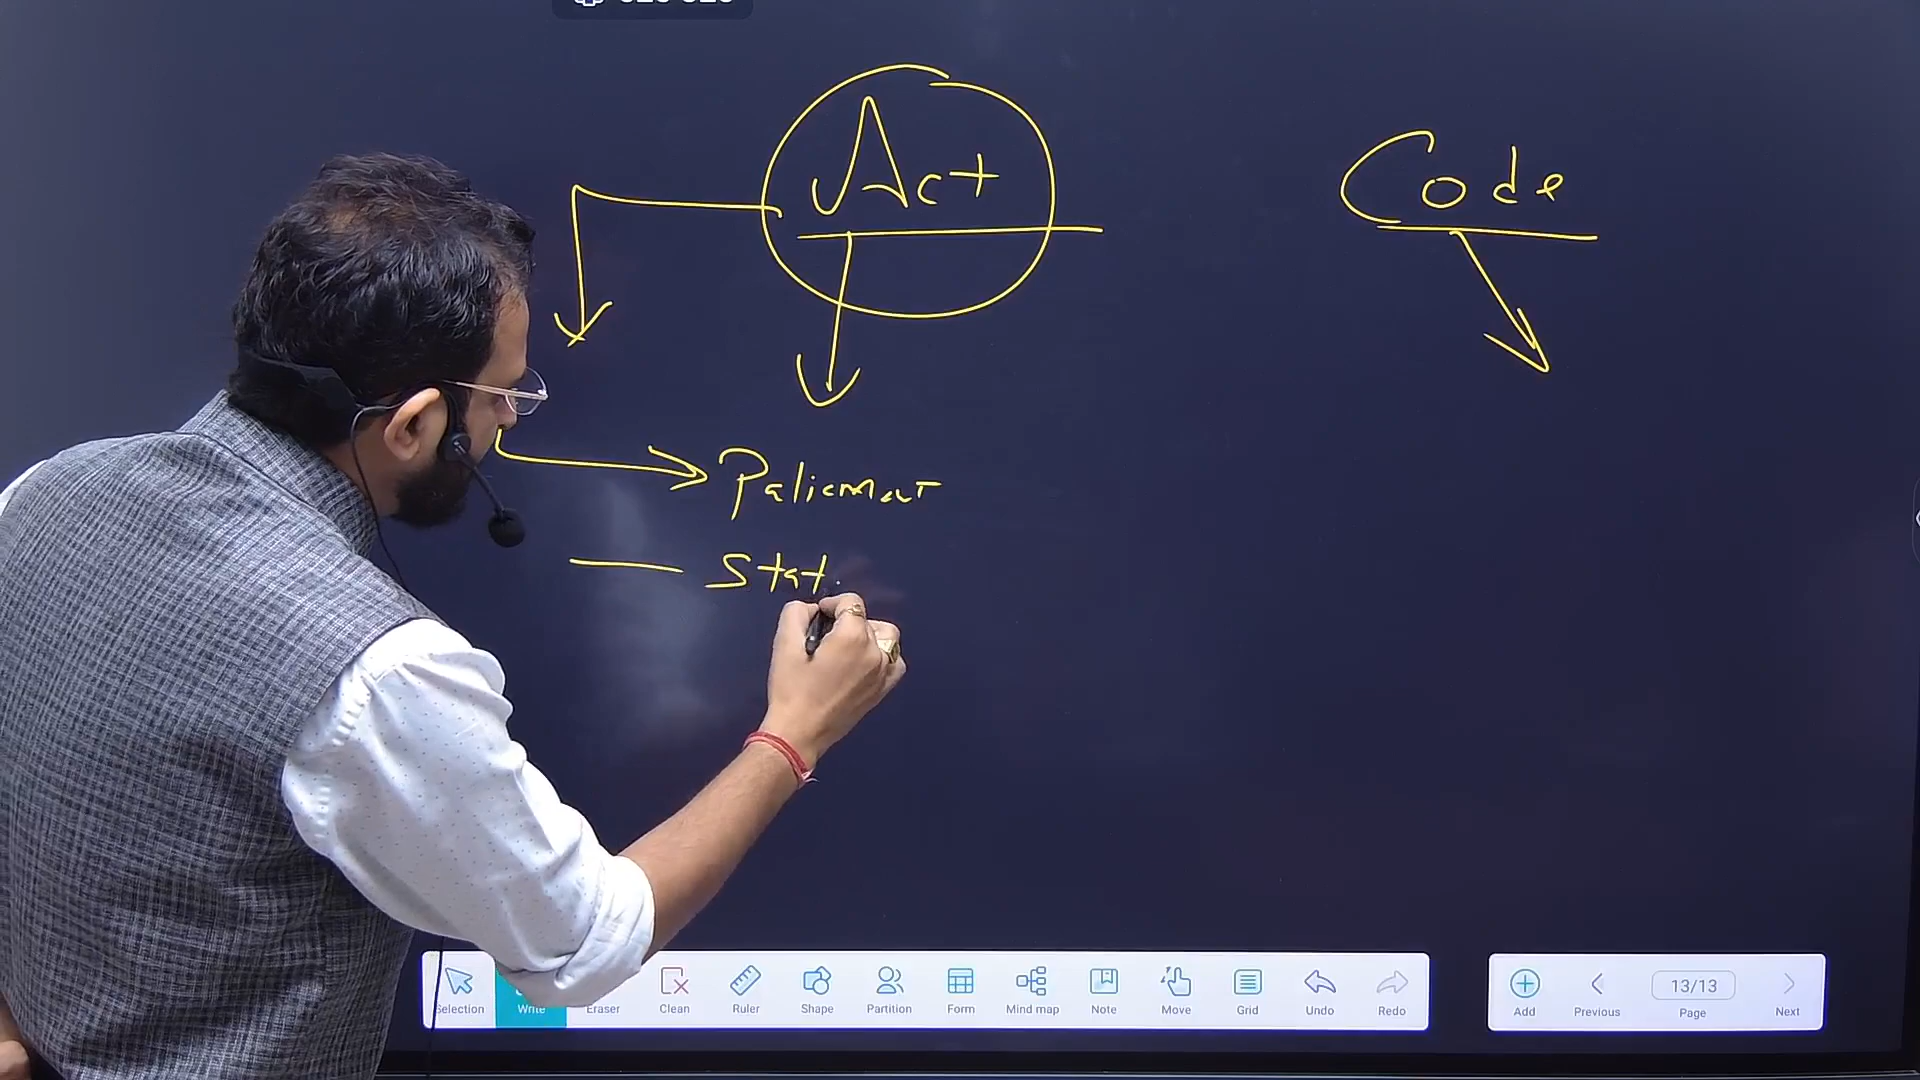 Act
Code
Paliament
Stat
Selection Write Eraser Clean Ruler Shape Partition Form Mind map Note Move Grid Undo Redo
Add Previous 13/13 Page Next